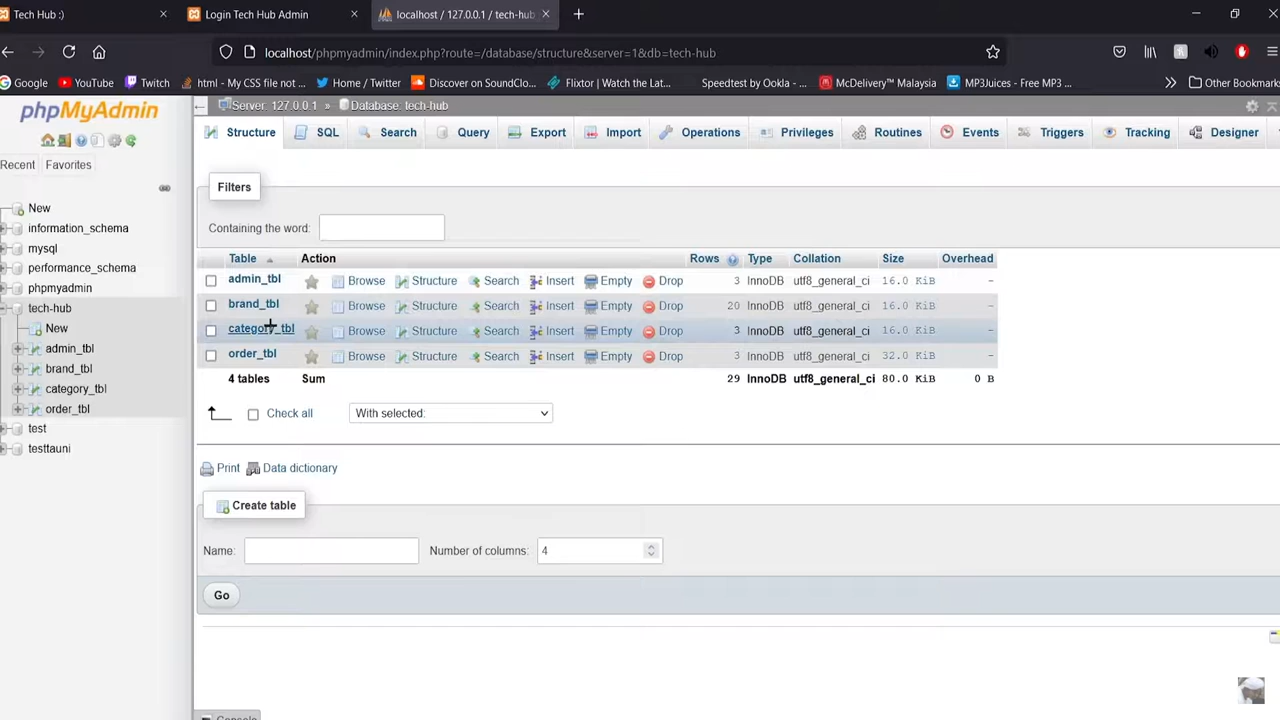 Tech Hub :)
Login Tech Hub Admin
localhost / 127.0.0.1 / tech-hub
localhost/phpmyadmin/index.php?route=/database/structure&server=1&db=tech-hub
Google YouTube Twitch html - My CSS file not ... Home / Twitter Discover on SoundClo... Flixtor | Watch the Lat... Speedtest by Ookla - ... McDelivery™ Malaysia MP3Juices - Free MP3 ... Other Bookmarks
phpMyAdmin
Recent Favorites
New
information_schema
mysql
performance_schema
phpmyadmin
tech-hub
New
admin_tbl
brand_tbl
category_tbl
order_tbl
test
testtauni
Server: 127.0.0.1 » Database: tech-hub
Structure SQL Search Query Export Import Operations Privileges Routines Events Triggers Tracking Designer
Filters
Containing the word:
Table Action Rows Type Collation Size Overhead
admin_tbl Browse Structure Search Insert Empty Drop 3 InnoDB utf8_general_ci 16.0 KiB -
brand_tbl Browse Structure Search Insert Empty Drop 20 InnoDB utf8_general_ci 16.0 KiB -
category_tbl Browse Structure Search Insert Empty Drop 3 InnoDB utf8_general_ci 16.0 KiB -
order_tbl Browse Structure Search Insert Empty Drop 3 InnoDB utf8_general_ci 32.0 KiB -
4 tables Sum 29 InnoDB utf8_general_ci 80.0 KiB 0 B
Check all With selected:
Print Data dictionary
Create table
Name: Number of columns: 4
Go
Console